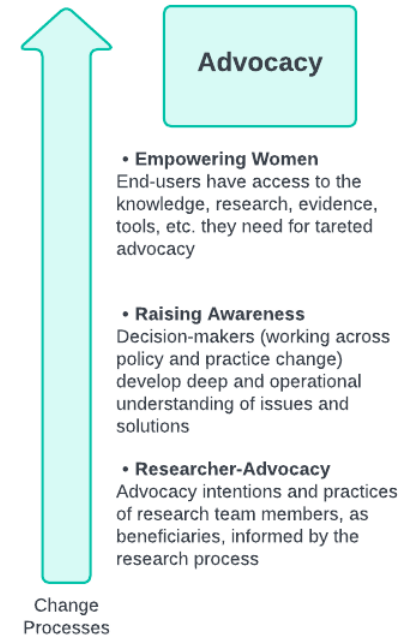 Advocacy
• Empowering Women
End-users have access to the
knowledge, research, evidence,
tools, etc. they need for tareted
advocacy
• Raising Awareness
Decision-makers (working across
policy and practice change)
develop deep and operational
understanding of issues and
solutions
• Researcher-Advocacy
Advocacy intentions and practices
of research team members, as
beneficiaries, informed by the
research process
Change
Processes